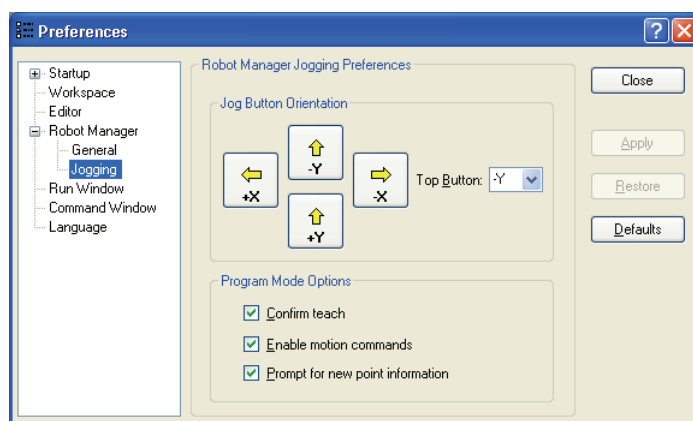 Preferences
Startup
Workspace
Editor
Robot Manager
General
Jogging
Run Window
Command Window
Language
Robot Manager Jogging Preferences
Jog Button Orientation
-Y
+X
-X
+Y
Top Button: -Y
Program Mode Options
Confirm teach
Enable motion commands
Prompt for new point information
Close
Apply
Restore
Defaults